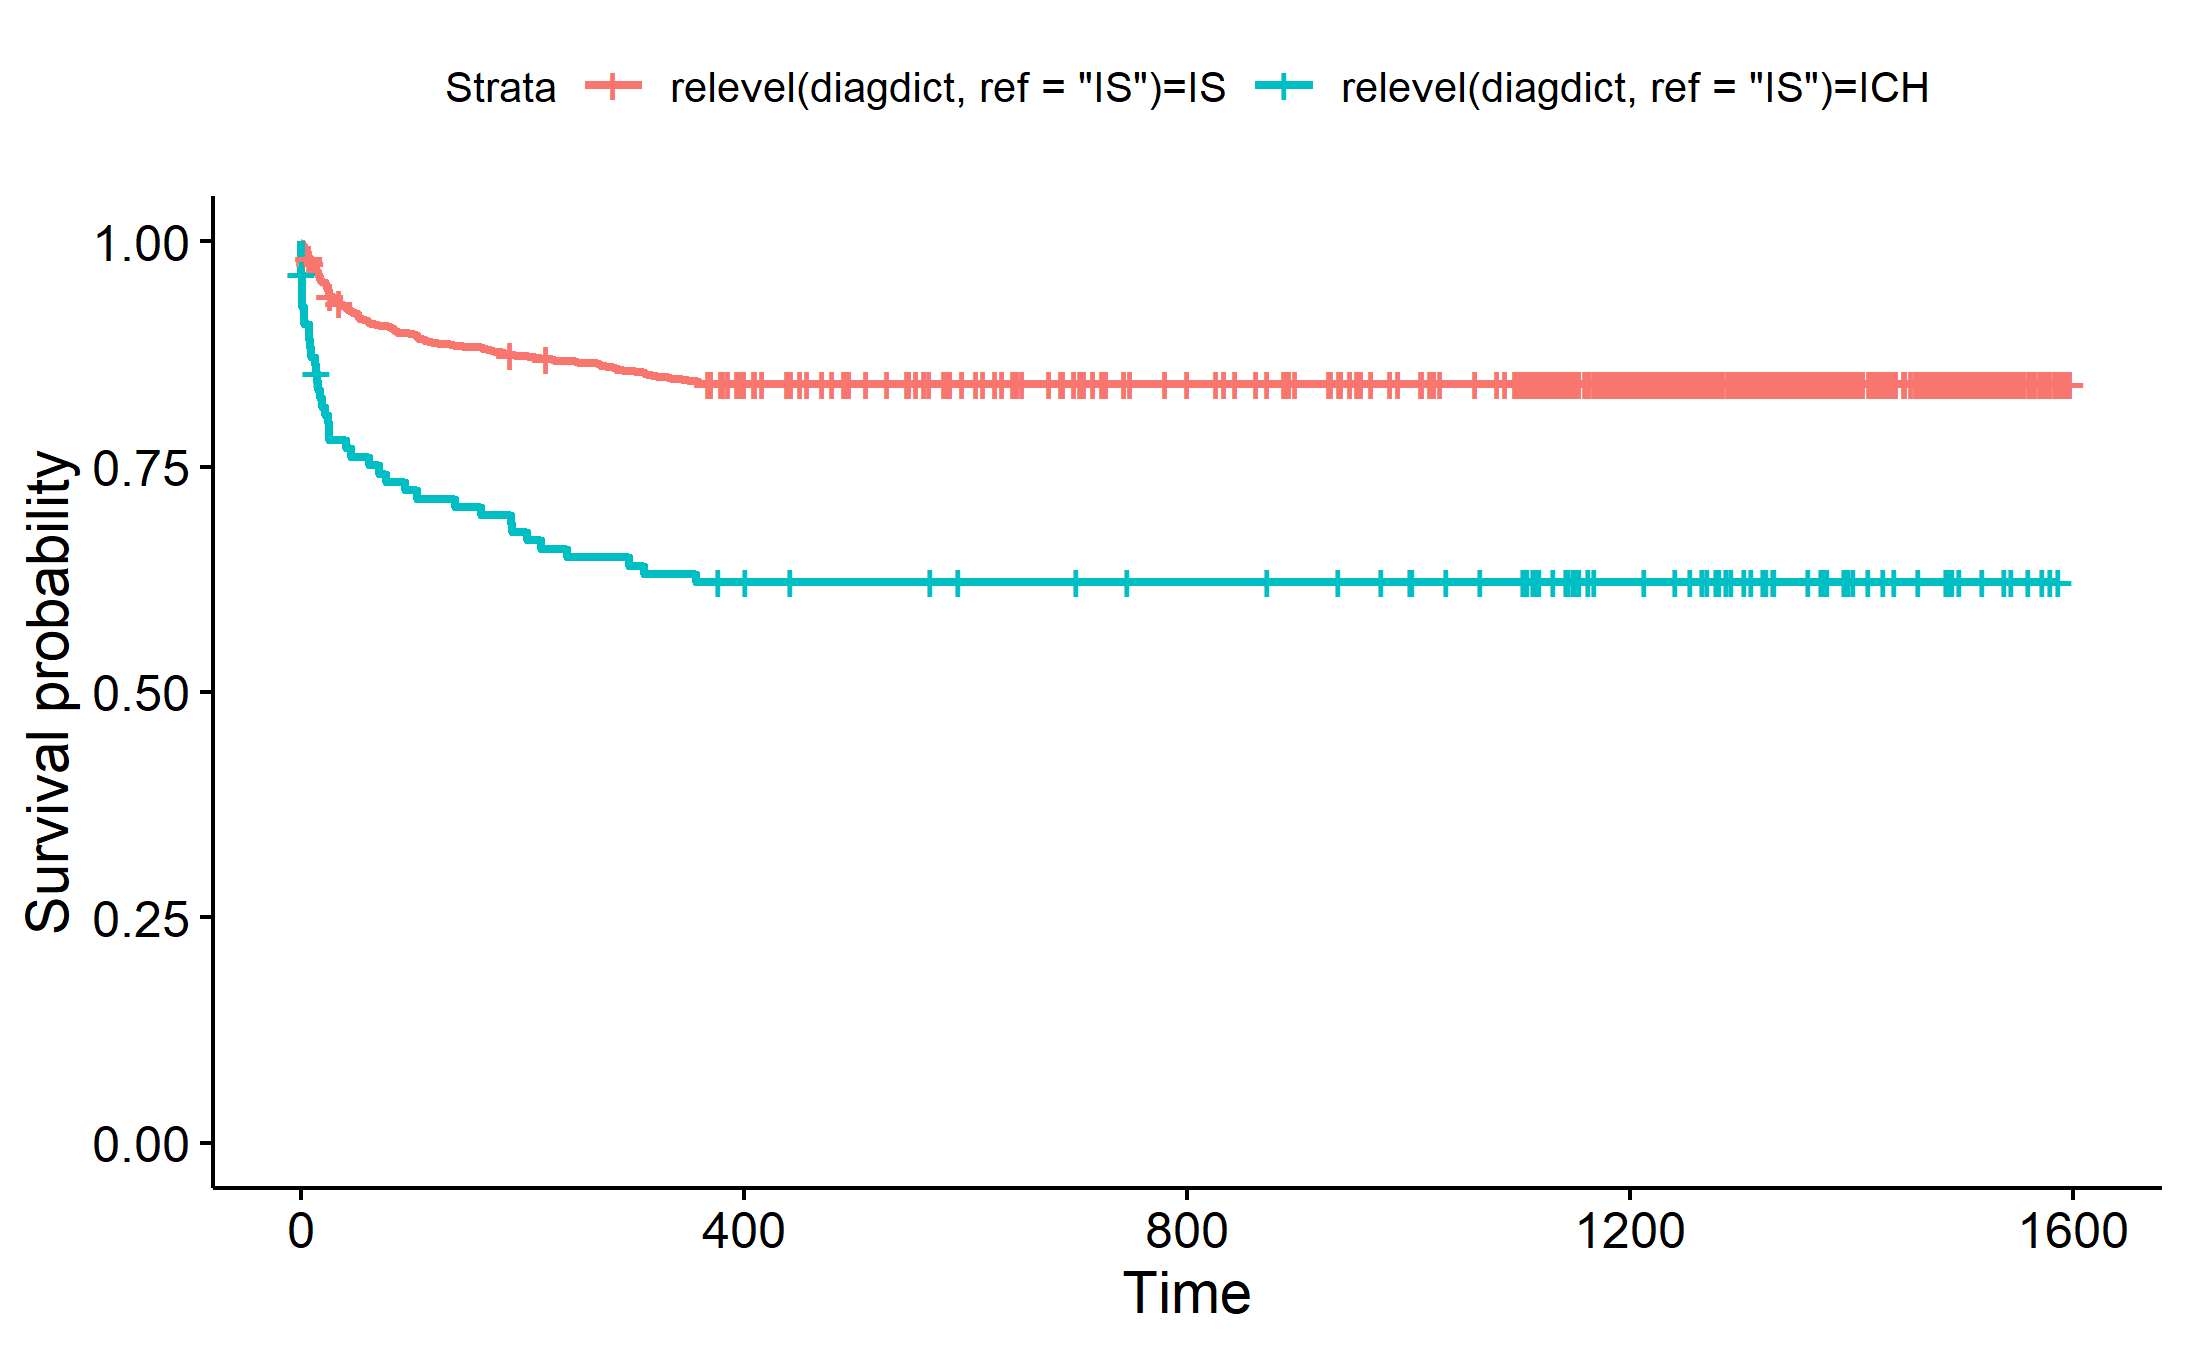 Strata relevel(diagdict, ref = "IS")=IS relevel(diagdict, ref = "IS")=ICH
Survival probability
1.00
0.75
0.50
0.25
0.00
0 400 800 1200 1600
Time